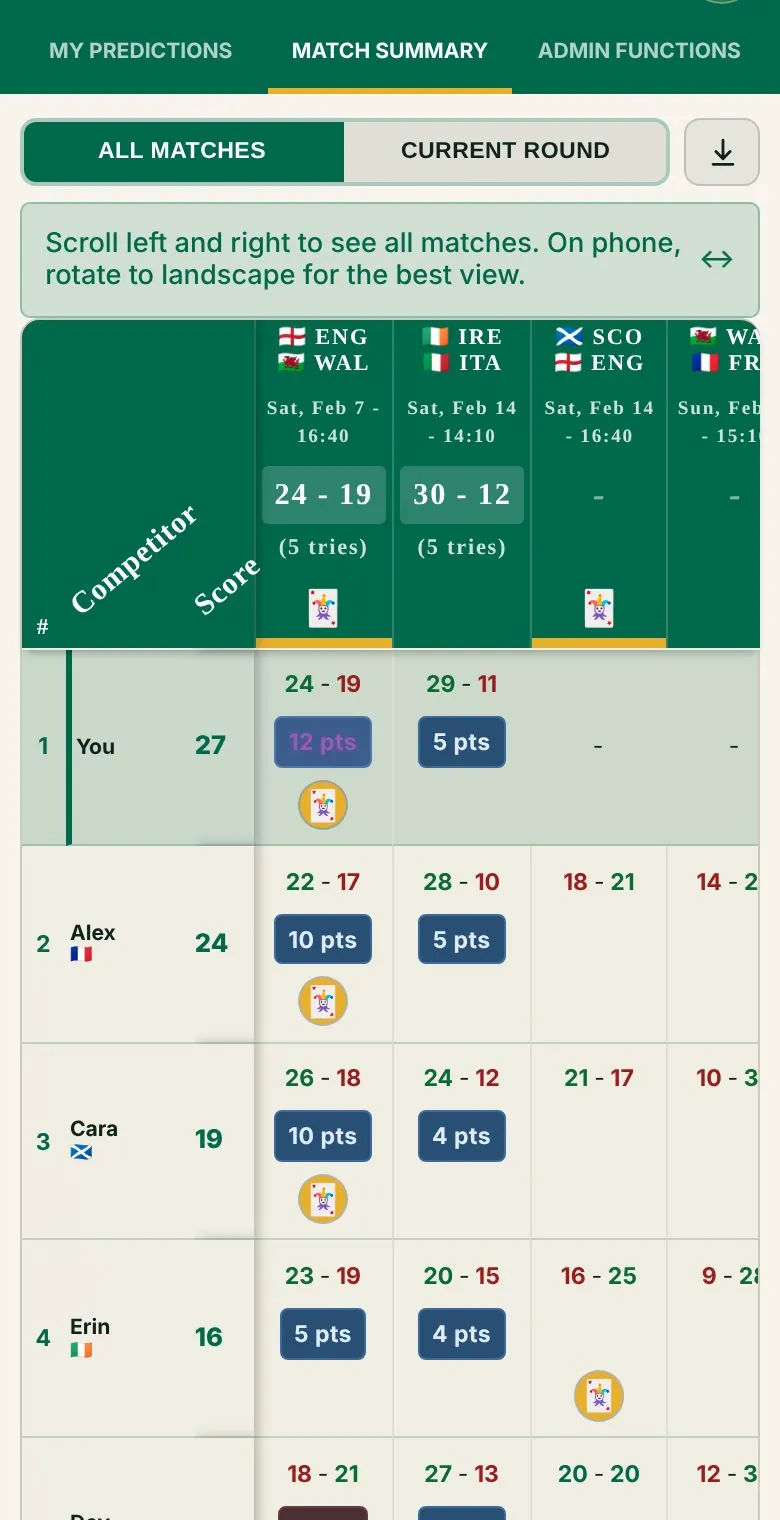 MY PREDICTIONS MATCH SUMMARY ADMIN FUNCTIONS
ALL MATCHES CURRENT ROUND
Scroll left and right to see all matches. On phone,
rotate to landscape for the best view.
# Competitor Score
ENG
WAL
Sat, Feb 7 -
16:40
24 - 19
(5 tries)
IRE
ITA
Sat, Feb 14
- 14:10
30 - 12
(5 tries)
SCO
ENG
Sat, Feb 14
- 16:40
-
Sun, Feb
-
1 You 27
24 - 19 29 - 11
12 pts 5 pts - -
2 Alex 24
22 - 17 28 - 10 18 - 21 14 -
10 pts 5 pts
3 Cara 19
26 - 18 24 - 12 21 - 17 10 -
10 pts 4 pts
4 Erin 16
23 - 19 20 - 15 16 - 25 9 -
5 pts 4 pts
18 - 21 27 - 13 20 - 20 12 -